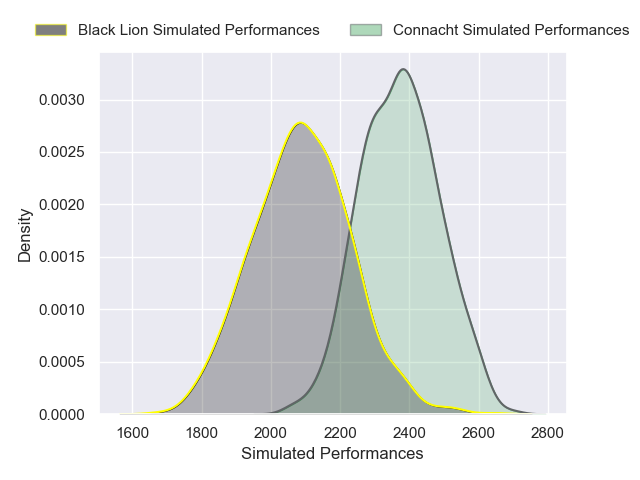 Black Lion Simulated Performances
Connacht Simulated Performances
Density
0.0030
0.0025
0.0020
0.0015
0.0010
0.0005
0.0000
1600 1800 2000 2200 2400 2600 2800
Simulated Performances